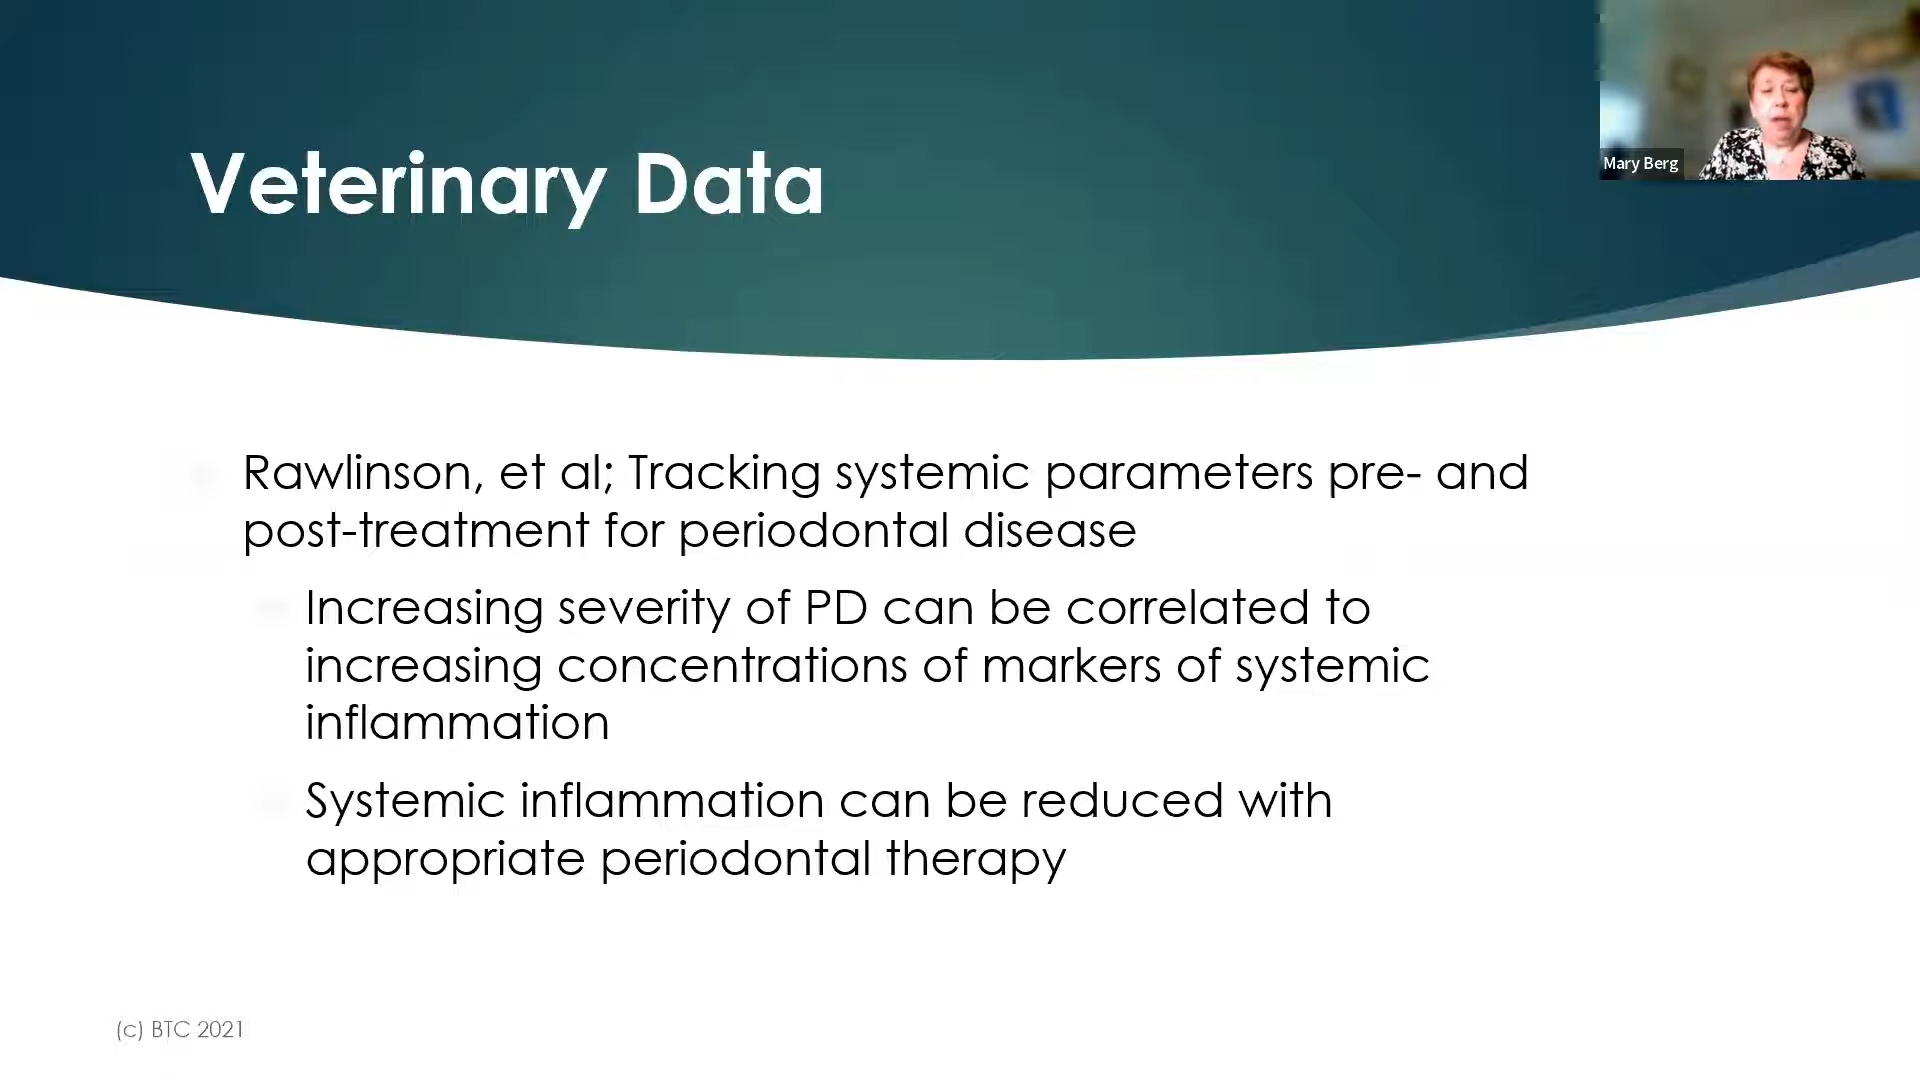 Mary Berg
Veterinary Data
Rawlinson, et al; Tracking systemic parameters pre- and
post-treatment for periodontal disease
Increasing severity of PD can be correlated to
increasing concentrations of markers of systemic
inflammation
Systemic inflammation can be reduced with
appropriate periodontal therapy
(c) BTC 2021